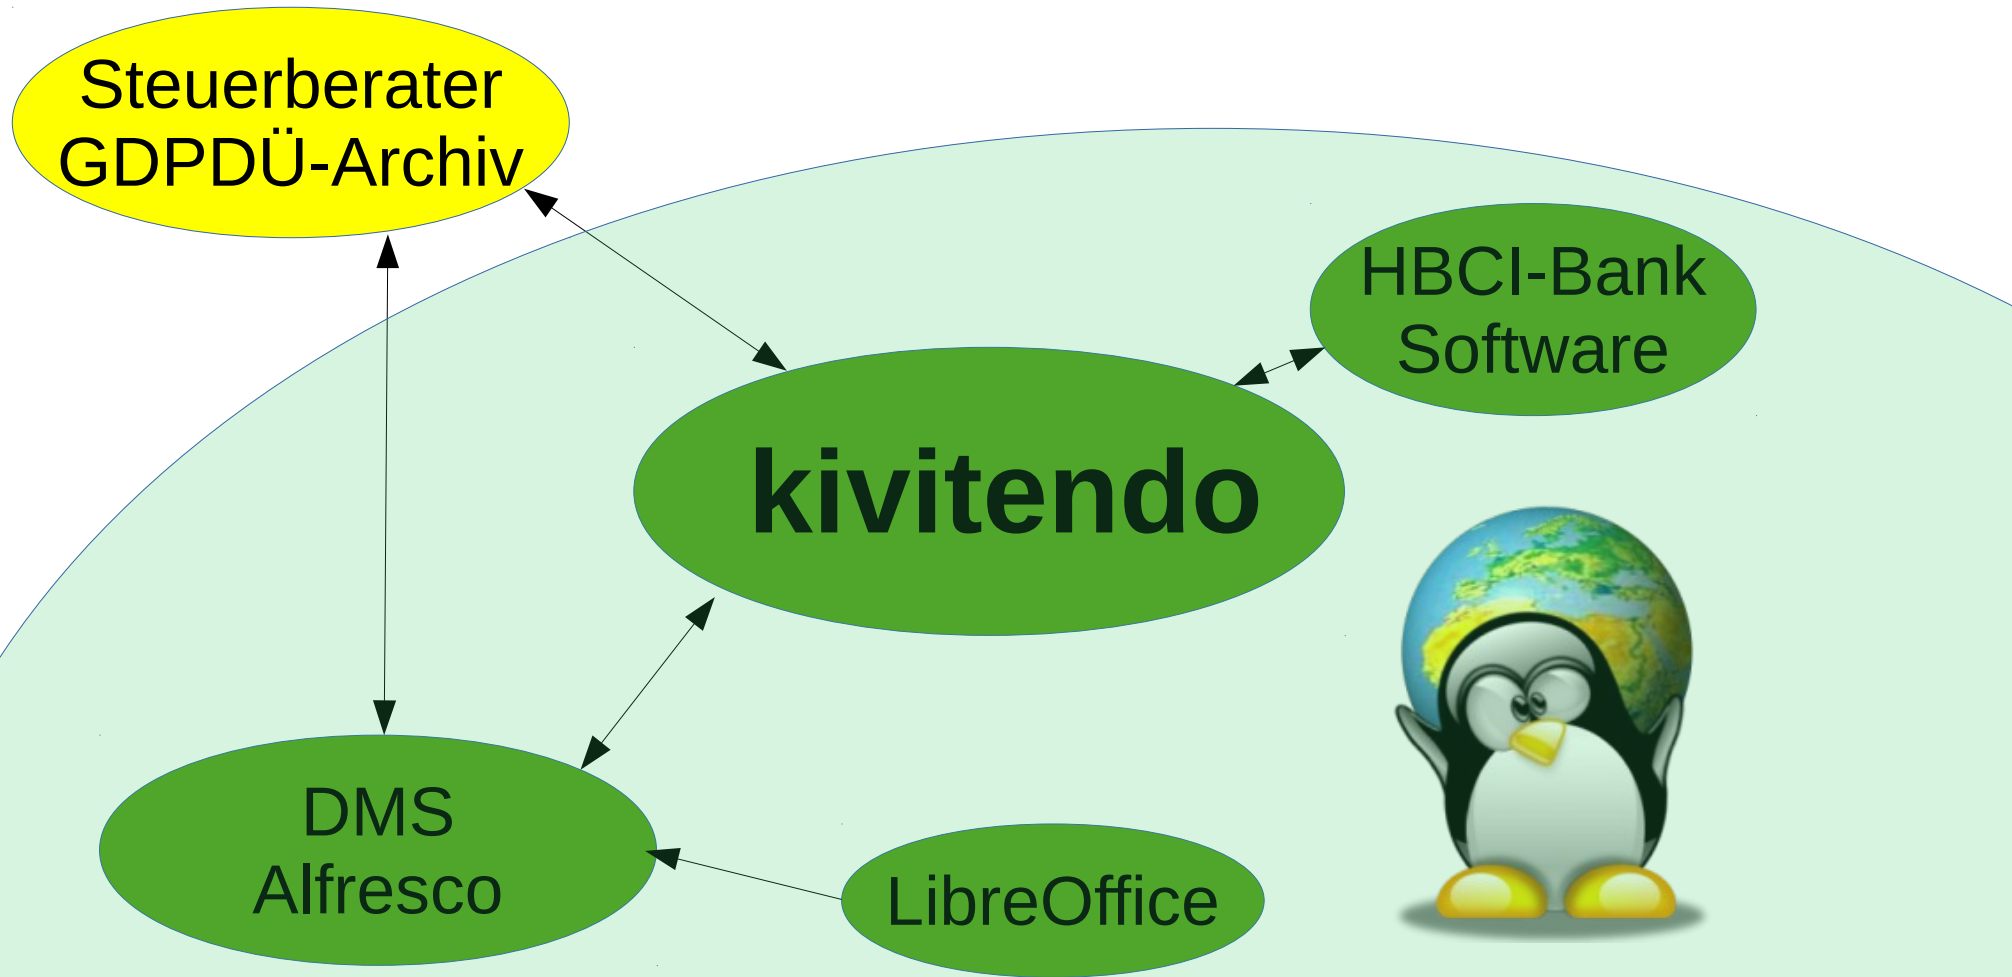 Steuerberater
GDPDÜ-Archiv
HBCI-Bank
Software
kivitendo
DMS
Alfresco
LibreOffice